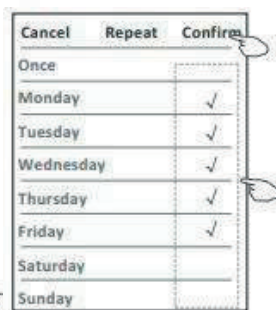 Cancel Repeat Confirm
Once
Monday ✓
Tuesday ✓
Wednesday ✓
Thursday ✓
Friday ✓
Saturday
Sunday